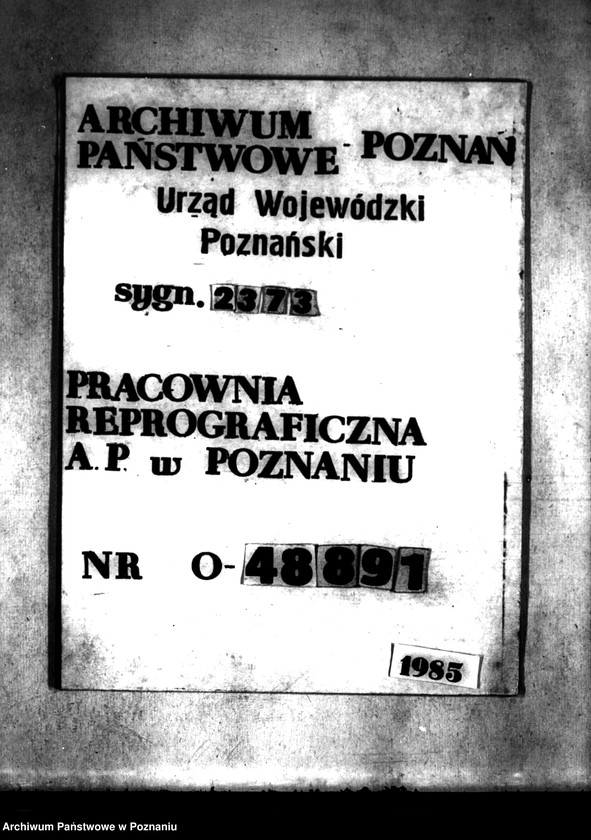 ARCHIWUM
PAŃSTWOWE - POZNAŃ
Urząd Wojewódzki
Poznański
sygn. 2373
PRACOWNIA
REPROGRAFICZNA
A. P. w POZNANIU
NR O-48891
1985
Archiwum Państwowe w Poznaniu